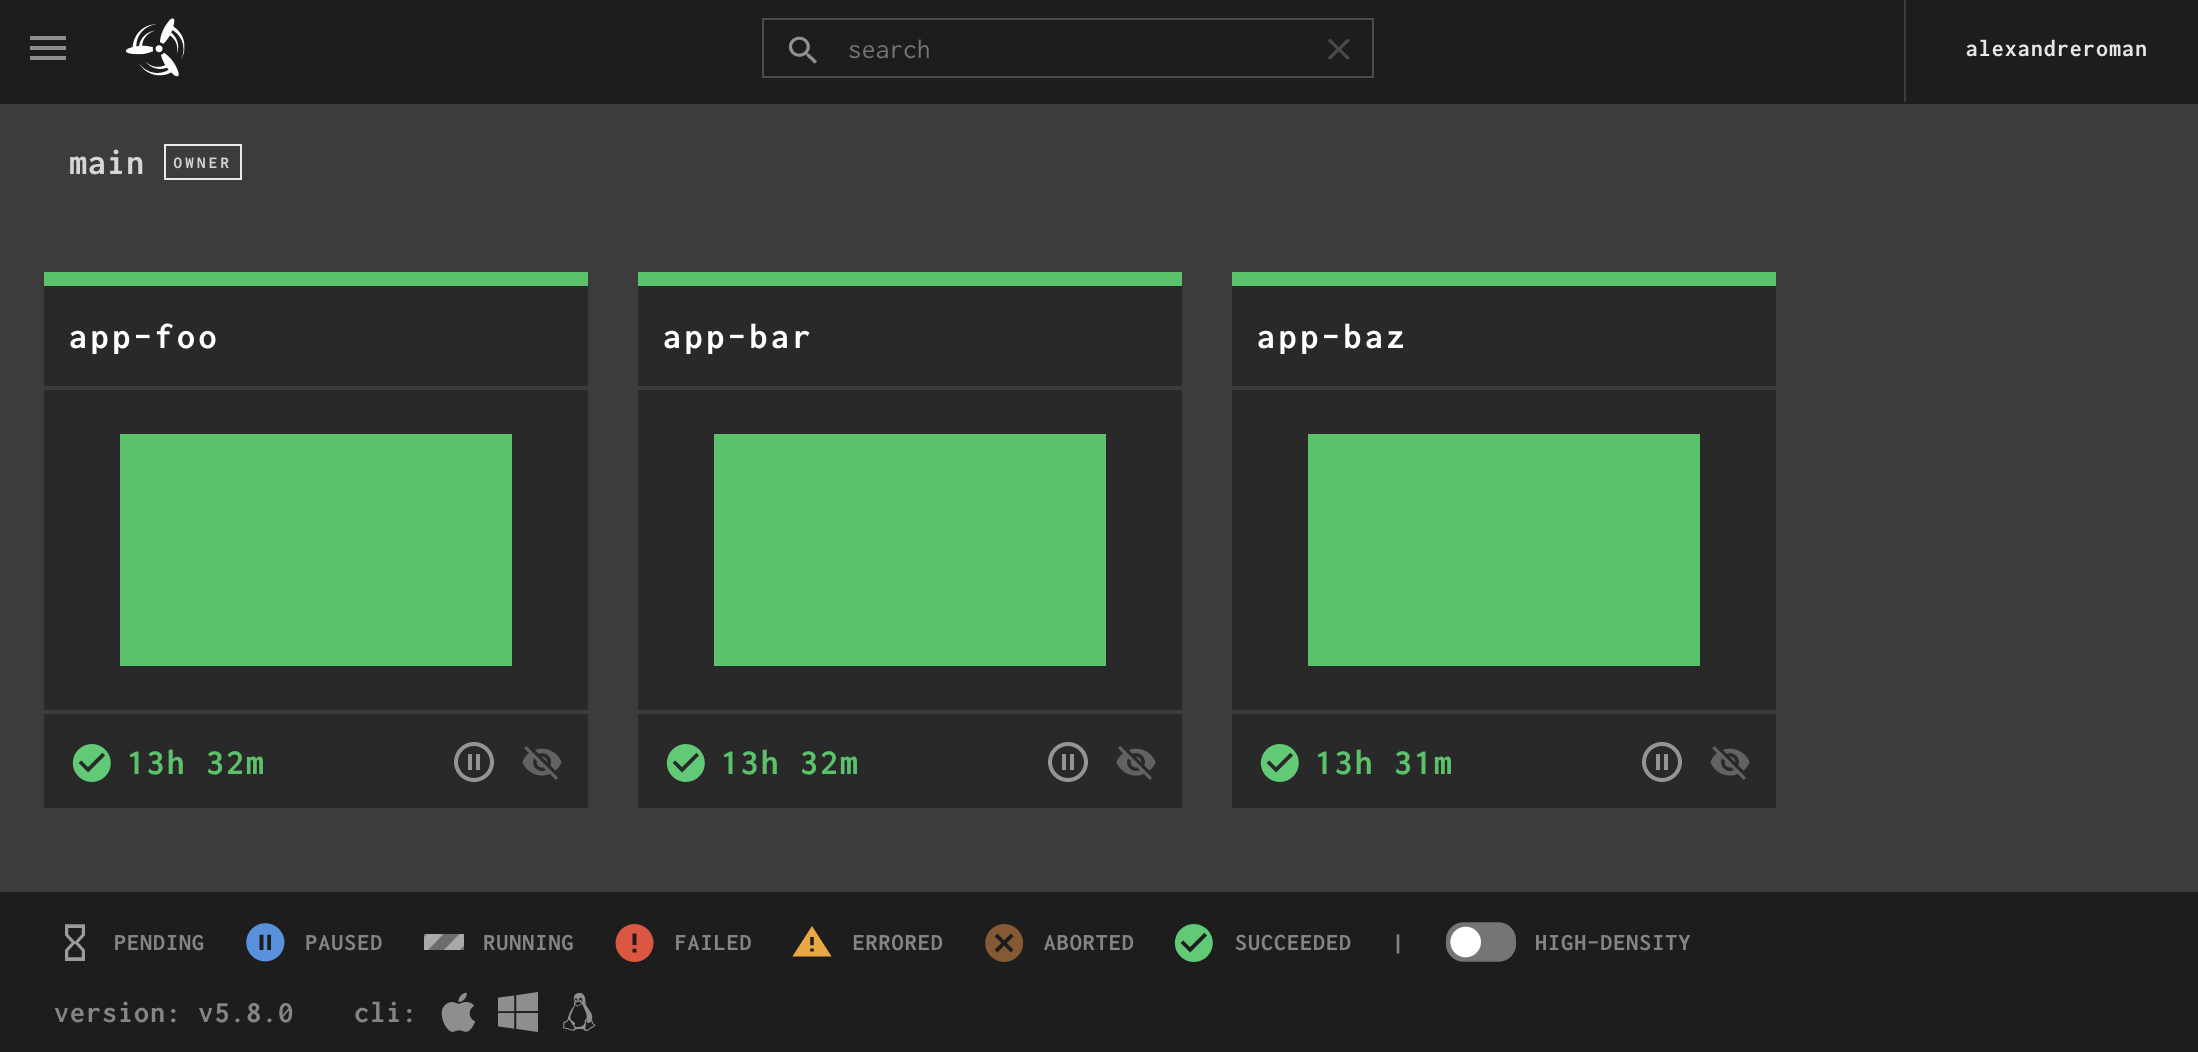 search
alexandreroman
main OWNER
app-foo
app-bar
app-baz
13h 32m
13h 32m
13h 31m
PENDING PAUSED RUNNING FAILED ERRORED ABORTED SUCCEEDED | HIGH-DENSITY
version: v5.8.0 cli: